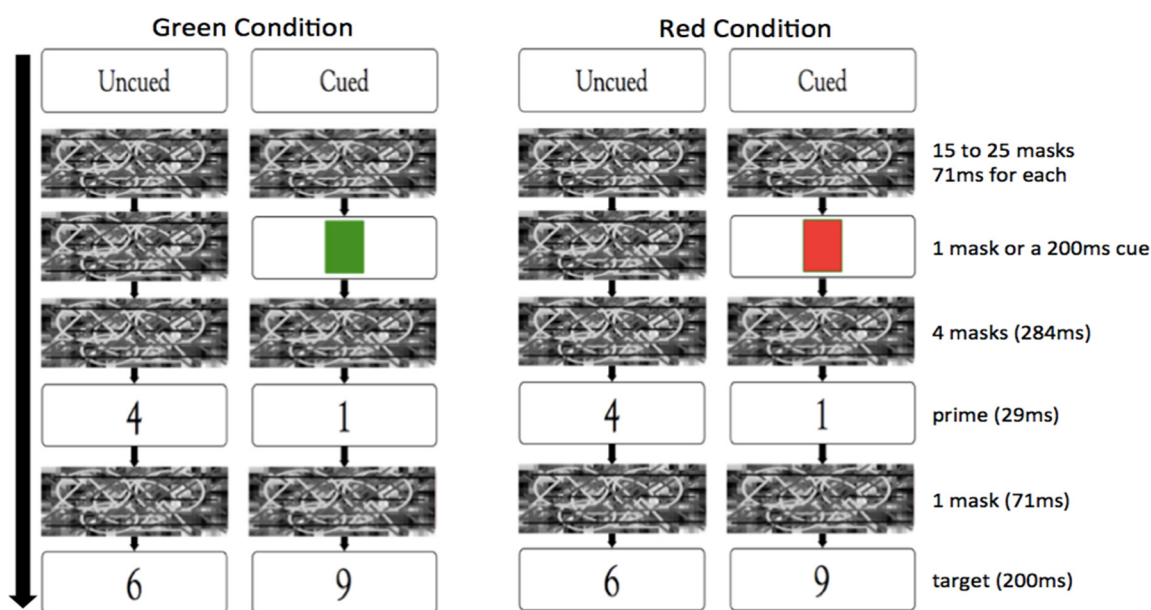 Green Condition
Red Condition
Uncued Cued Uncued Cued
15 to 25 masks
71ms for each
1 mask or a 200ms cue
4 masks (284ms)
4 1 4 1 prime (29ms)
1 mask (71ms)
6 9 6 9 target (200ms)